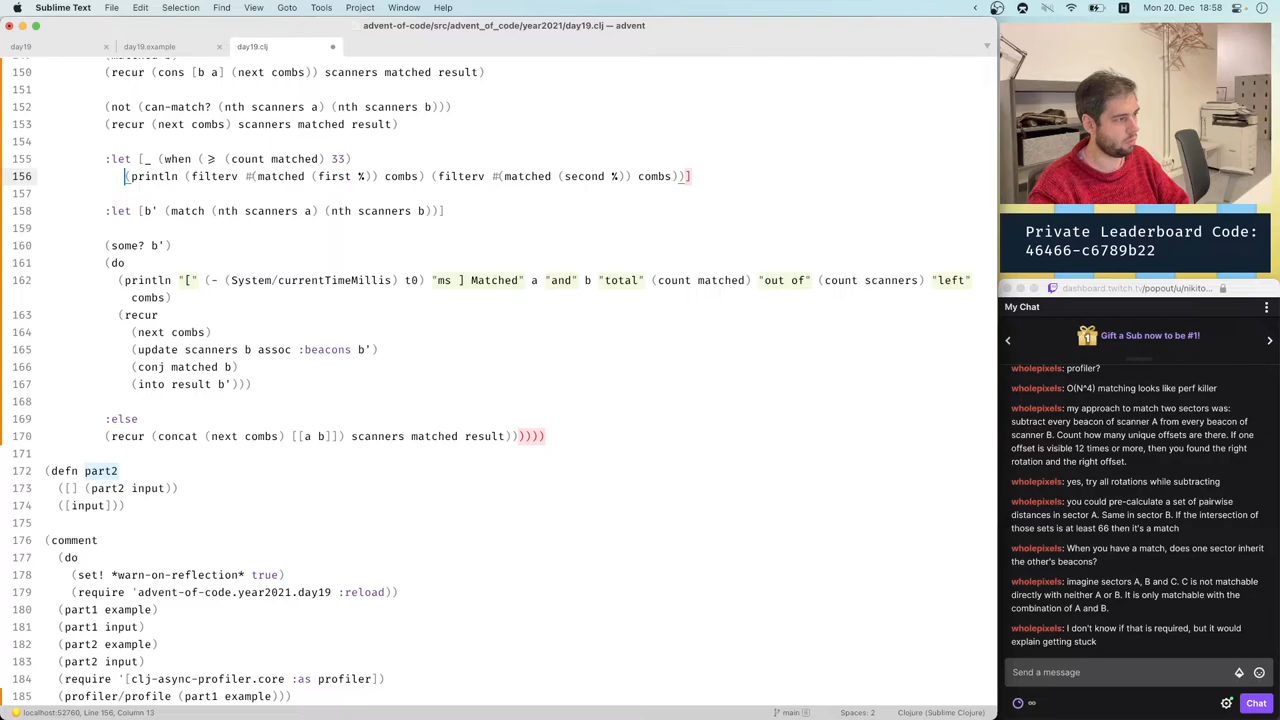 Sublime Text File Edit Selection Find View Goto Tools Project Window Help
Mon 20. Dec 18:58
advent-of-code/src/advent_of_code/year2021/day19.clj — advent
day19
day19.example
day19.clj
150 (recur (cons [b a] (next combs)) scanners matched result)
151
152 (not (can-match? (nth scanners a) (nth scanners b)))
153 (recur (next combs) scanners matched result)
154
155 :let [_ (when (≥ (count matched) 33)
156 (println (filterv #(matched (first %)) combs) (filterv #(matched (second %)) combs))]
157
158 :let [b' (match (nth scanners a) (nth scanners b))]
159
160 (some? b')
161 (do
162 (println "[" (- (System/currentTimeMillis) t0) "ms ] Matched" a "and" b "total" (count matched) "out of" (count scanners) "left"
combs)
163 (recur
164 (next combs)
165 (update scanners b assoc :beacons b')
166 (conj matched b)
167 (into result b')))
168
169 :else
170 (recur (concat (next combs) [[a b]]) scanners matched result)))))
171
172 (defn part2
173 ([] (part2 input))
174 ([input]))
175
176 (comment
177 (do
178 (set! *warn-on-reflection* true)
179 (require 'advent-of-code.year2021.day19 :reload))
180 (part1 example)
181 (part1 input)
182 (part2 example)
183 (part2 input)
184 (require '[clj-async-profiler.core :as profiler])
185 (profiler/profile (part1 example)))
localhost:52760, Line 156, Column 13
main
8
Spaces: 2
Clojure (Sublime Clojure)
Private Leaderboard Code:
46466-c6789b22
dashboard.twitch.tv/popout/u/nikito...
My Chat
1
Gift a Sub now to be #1!
wholepixels: profiler?
wholepixels: O(N^4) matching looks like perf killer
wholepixels: my approach to match two sectors was:
subtract every beacon of scanner A from every beacon of
scanner B. Count how many unique offsets are there. If one
offset is visible 12 times or more, then you found the right
rotation and the right offset.
wholepixels: yes, try all rotations while subtracting
wholepixels: you could pre-calculate a set of pairwise
distances in sector A. Same in sector B. If the intersection of
those sets is at least 66 then it's a match
wholepixels: When you have a match, does one sector inherit
the other's beacons?
wholepixels: imagine sectors A, B and C. C is not matchable
directly with neither A or B. It is only matchable with the
combination of A and B.
wholepixels: I don't know if that is required, but it would
explain getting stuck
Send a message
∞
Chat